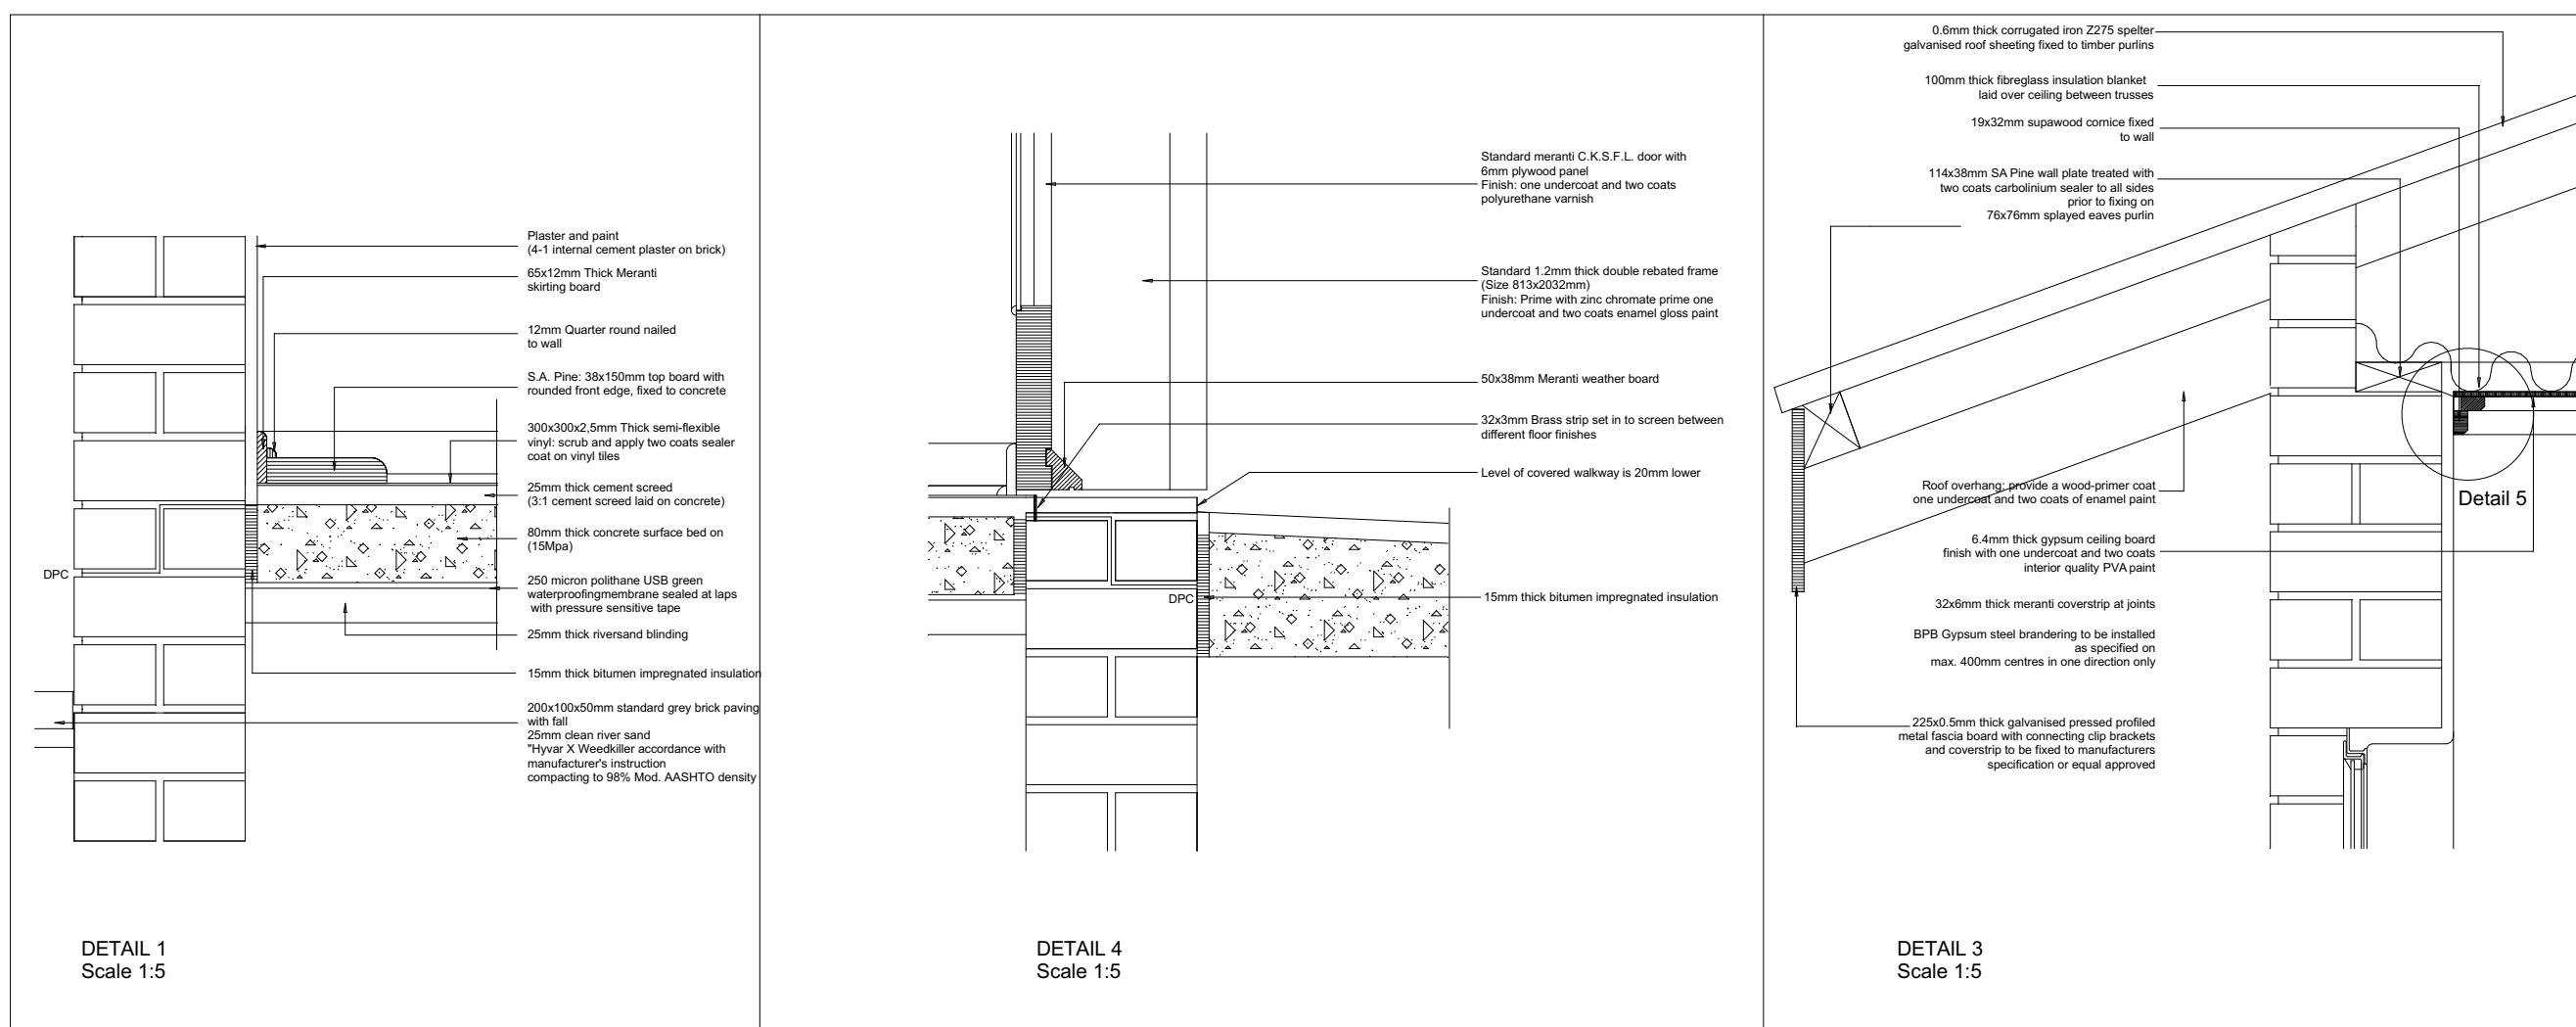 Plaster and paint
(4-1 internal cement plaster on brick)
65x12mm Thick Meranti
skirting board
12mm Quarter round nailed
to wall
S.A. Pine: 38x150mm top board with
rounded front edge, fixed to concrete
300x300x2,5mm Thick semi-flexible
vinyl: scrub and apply two coats sealer
coat on vinyl tiles
25mm thick cement screed
(3:1 cement screed laid on concrete)
80mm thick concrete surface bed on
(15Mpa)
DPC
250 micron polithane USB green
waterproofingmembrane sealed at laps
with pressure sensitive tape
25mm thick riversand blinding
15mm thick bitumen impregnated insulation
200x100x50mm standard grey brick paving
with fall
25mm clean river sand
"Hyvar X Weedkiller accordance with
manufacturer's instruction
compacting to 98% Mod. AASHTO density
DETAIL 1
Scale 1:5
Standard meranti C.K.S.F.L. door with
6mm plywood panel
Finish: one undercoat and two coats
polyurethane varnish
Standard 1.2mm thick double rebated frame
(Size 813x2032mm)
Finish: Prime with zinc chromate prime one
undercoat and two coats enamel gloss paint
50x38mm Meranti weather board
32x3mm Brass strip set in to screen between
different floor finishes
Level of covered walkway is 20mm lower
DPC
15mm thick bitumen impregnated insulation
DETAIL 4
Scale 1:5
0.6mm thick corrugated iron Z275 spelter
galvanised roof sheeting fixed to timber purlins
100mm thick fibreglass insulation blanket
laid over ceiling between trusses
19x32mm supawood cornice fixed
to wall
114x38mm SA Pine wall plate treated with
two coats carbolinium sealer to all sides
prior to fixing on
76x76mm splayed eaves purlin
Roof overhang: provide a wood-primer coat
one undercoat and two coats of enamel paint
Detail 5
6.4mm thick gypsum ceiling board
finish with one undercoat and two coats
interior quality PVA paint
32x6mm thick meranti coverstrip at joints
BPB Gypsum steel brandering to be installed
as specified on
max. 400mm centres in one direction only
225x0.5mm thick galvanised pressed profiled
metal fascia board with connecting clip brackets
and coverstrip to be fixed to manufacturers
specification or equal approved
DETAIL 3
Scale 1:5